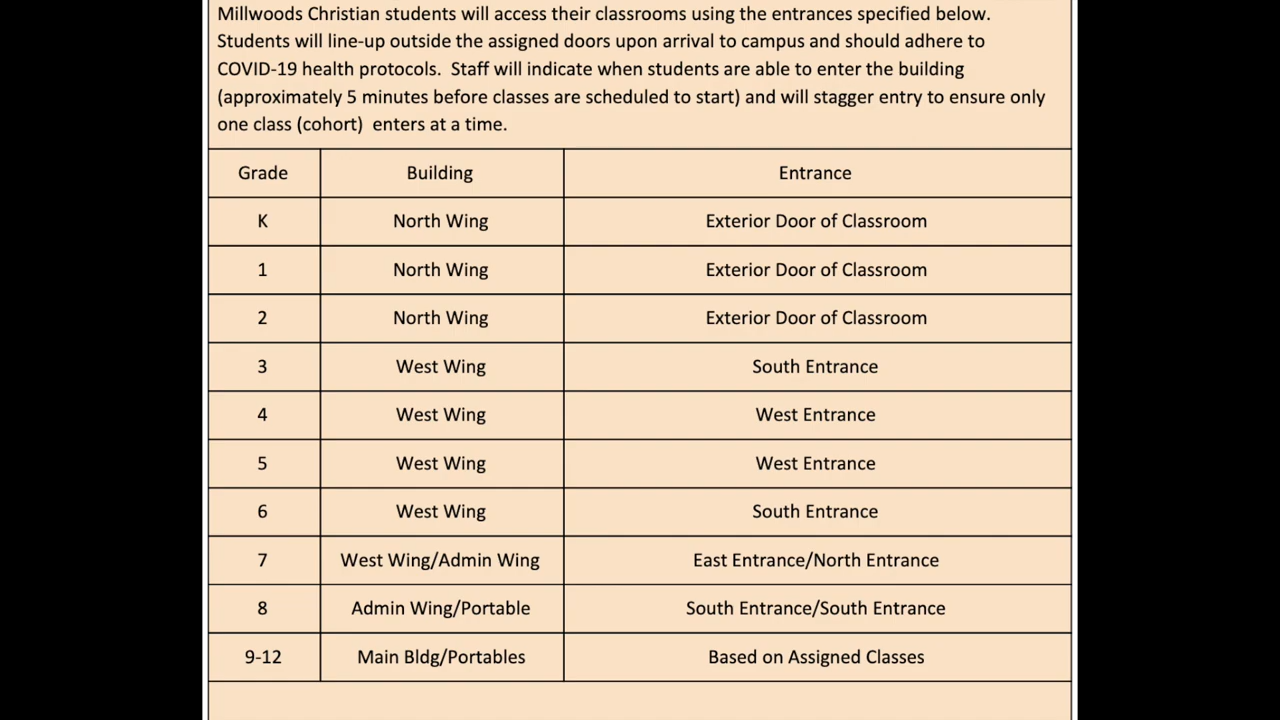 Millwoods Christian students will access their classrooms using the entrances specified below.
Students will line-up outside the assigned doors upon arrival to campus and should adhere to
COVID-19 health protocols.  Staff will indicate when students are able to enter the building
(approximately 5 minutes before classes are scheduled to start) and will stagger entry to ensure only
one class (cohort)  enters at a time.
Grade Building Entrance
K North Wing Exterior Door of Classroom
1 North Wing Exterior Door of Classroom
2 North Wing Exterior Door of Classroom
3 West Wing South Entrance
4 West Wing West Entrance
5 West Wing West Entrance
6 West Wing South Entrance
7 West Wing/Admin Wing East Entrance/North Entrance
8 Admin Wing/Portable South Entrance/South Entrance
9-12 Main Bldg/Portables Based on Assigned Classes